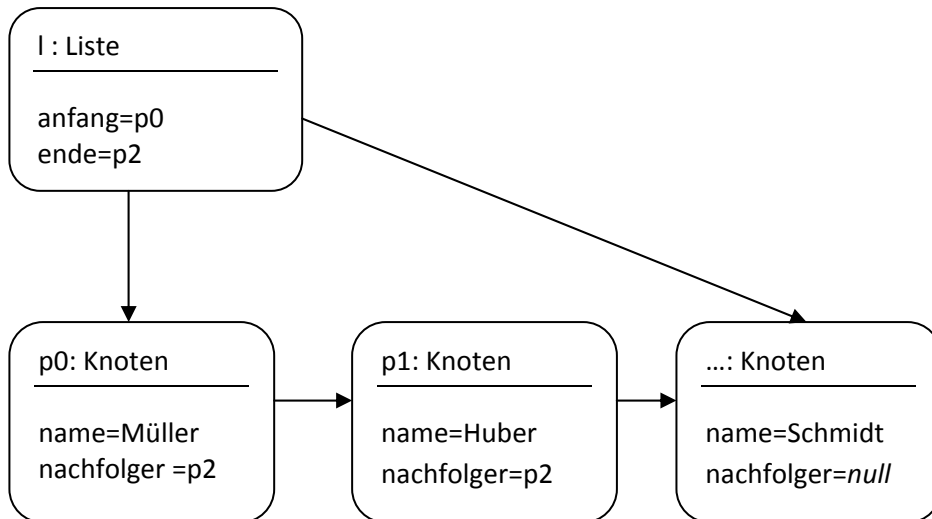 l : Liste
anfang=p0
ende=p2
p0: Knoten
name=Müller
nachfolger =p2
p1: Knoten
name=Huber
nachfolger=p2
...: Knoten
name=Schmidt
nachfolger=null